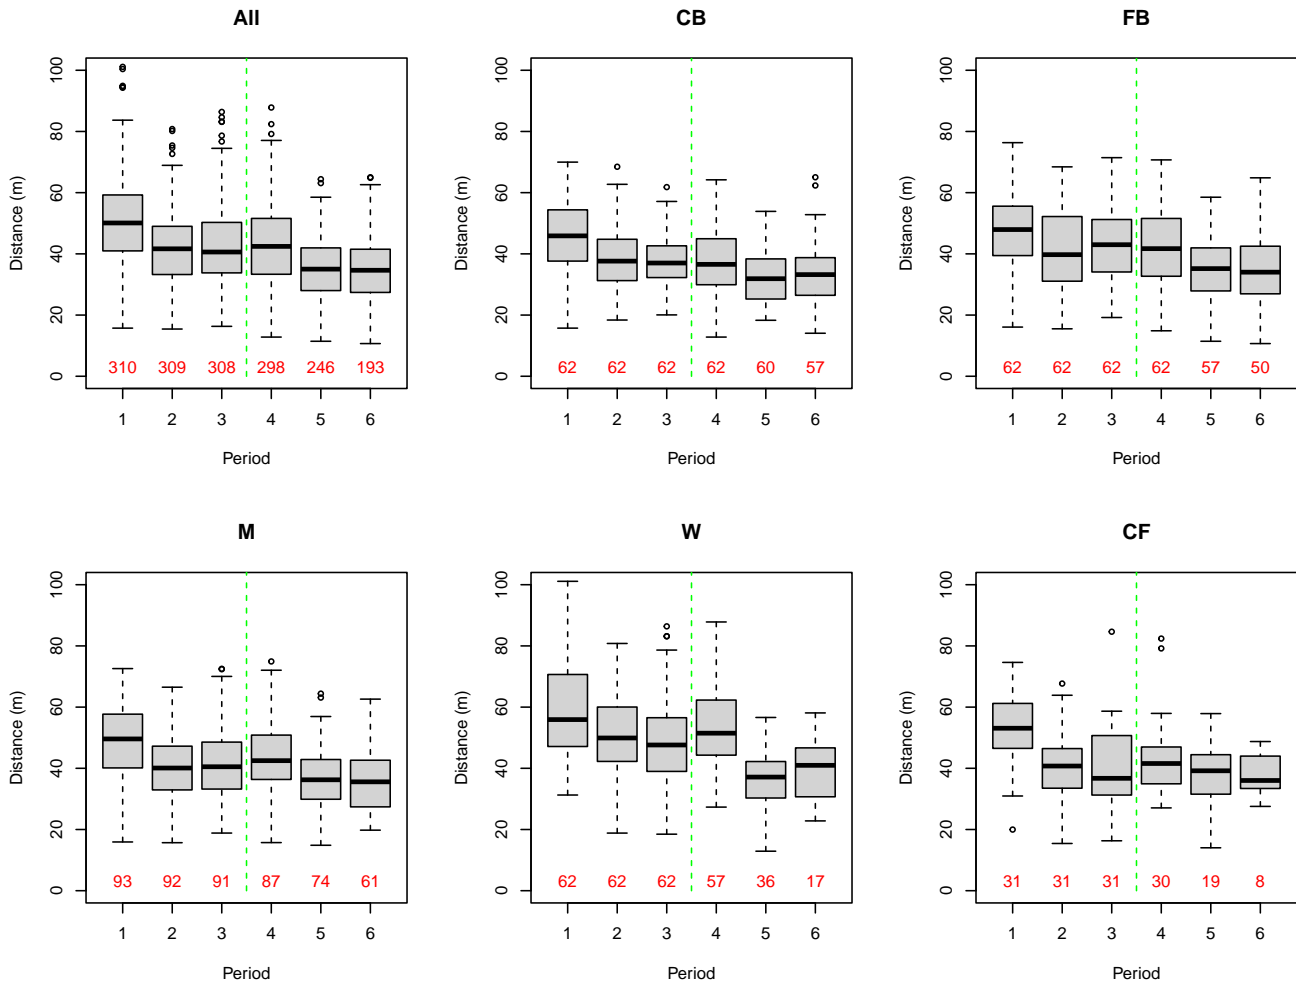 All
Distance (m)
100
80
60
40
20
0
310 309 308 298 246 193
1 2 3 4 5 6
Period
CB
Distance (m)
100
80
60
40
20
0
62 62 62 62 60 57
1 2 3 4 5 6
Period
FB
Distance (m)
100
80
60
40
20
0
62 62 62 62 57 50
1 2 3 4 5 6
Period
M
Distance (m)
100
80
60
40
20
0
93 92 91 87 74 61
1 2 3 4 5 6
Period
W
Distance (m)
100
80
60
40
20
0
62 62 62 57 36 17
1 2 3 4 5 6
Period
CF
Distance (m)
100
80
60
40
20
0
31 31 31 30 19 8
1 2 3 4 5 6
Period